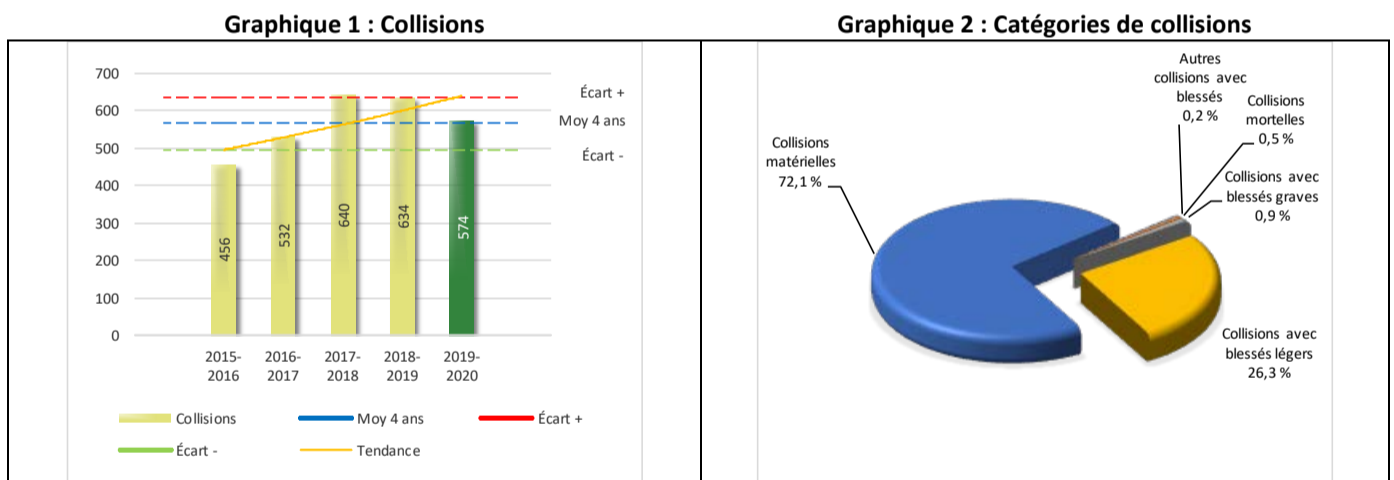 Graphique 1 : Collisions
700
600
500
400
300
200
100
0
456
532
640
634
574
Écart +
Moy 4 ans
Écart -
2015-
2016
2016-
2017
2017-
2018
2018-
2019
2019-
2020
Collisions
Moy 4 ans
Écart +
Écart -
Tendance
Graphique 2 : Catégories de collisions
Collisions
matérielles
72,1 %
Autres
collisions avec
blessés
0,2 %
Collisions
mortelles
0,5 %
Collisions avec
blessés graves
0,9 %
Collisions avec
blessés légers
26,3 %